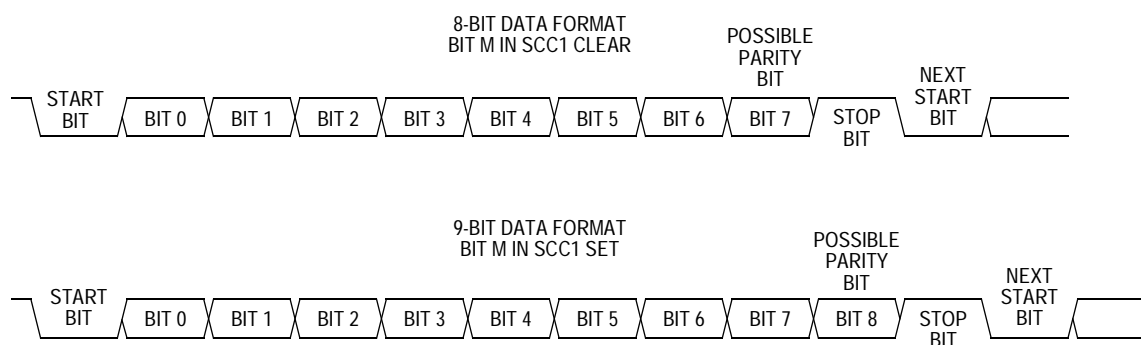 8-BIT DATA FORMAT
BIT M IN SCC1 CLEAR
POSSIBLE
PARITY
BIT
NEXT
START
BIT
START
BIT
BIT 0
BIT 1
BIT 2
BIT 3
BIT 4
BIT 5
BIT 6
BIT 7
STOP
BIT
9-BIT DATA FORMAT
BIT M IN SCC1 SET
POSSIBLE
PARITY
BIT
NEXT
START
BIT
START
BIT
BIT 0
BIT 1
BIT 2
BIT 3
BIT 4
BIT 5
BIT 6
BIT 7
BIT 8
STOP
BIT